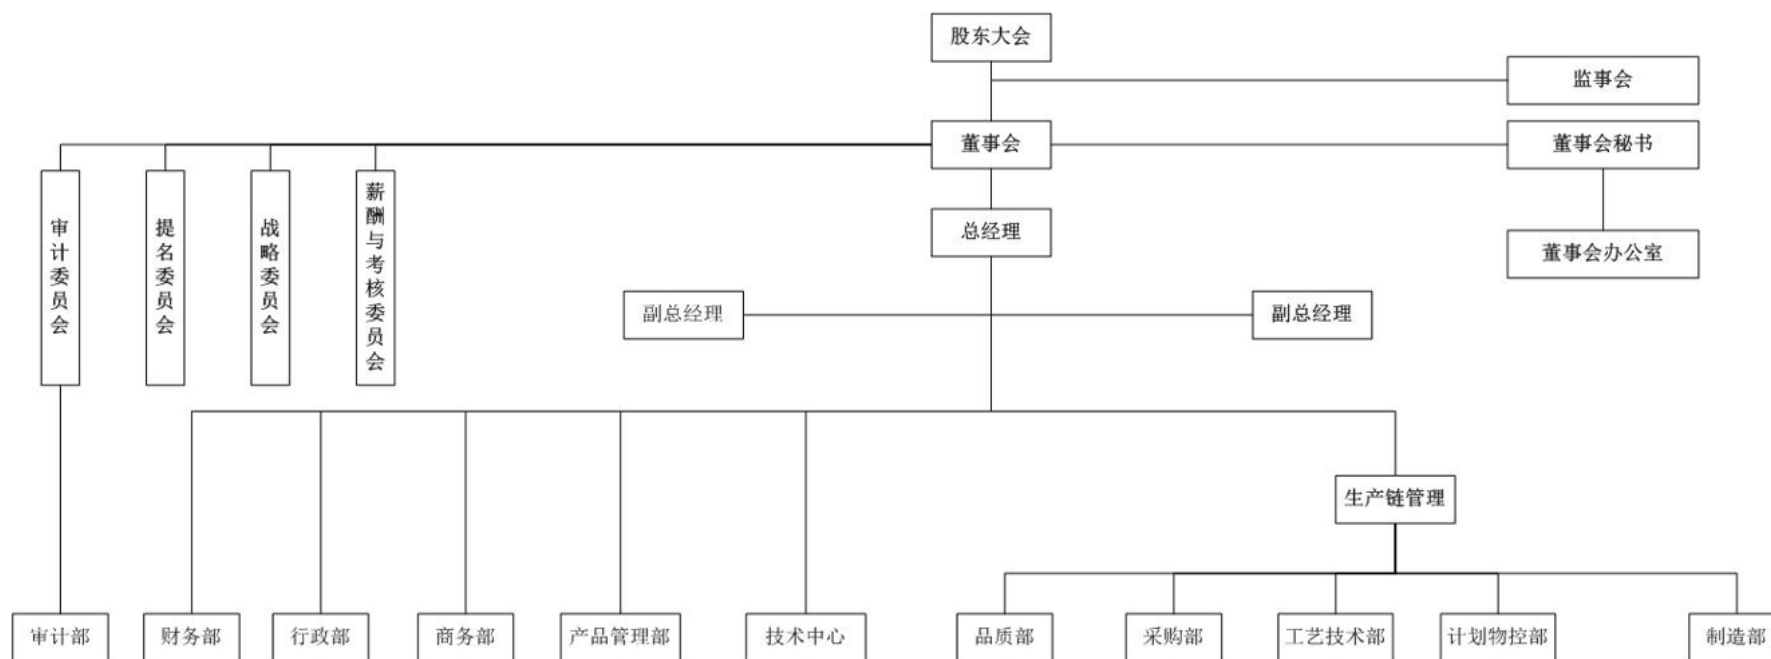 股东大会
监事会
董事会
董事会秘书
审计委员会
提名委员会
战略委员会
薪酬与考核委员会
总经理
董事会办公室
副总经理
副总经理
生产链管理
审计部
财务部
行政部
商务部
产品管理部
技术中心
品质部
采购部
工艺技术部
计划物控部
制造部